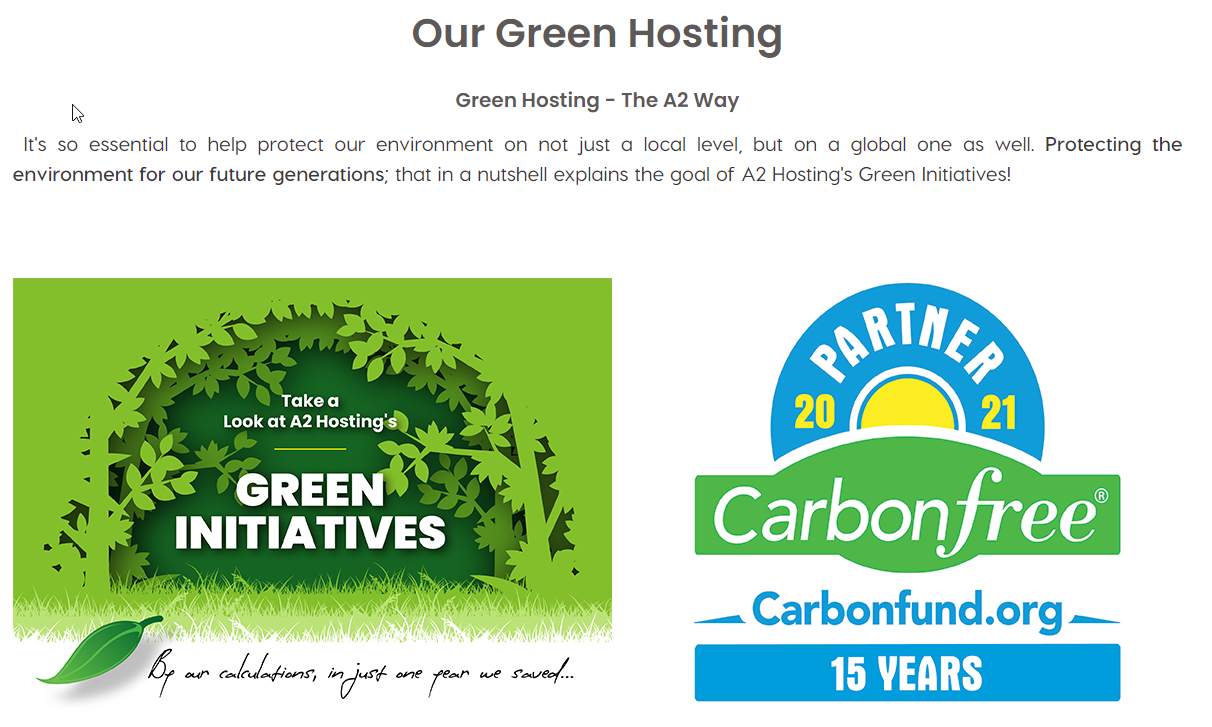 Our Green Hosting
Green Hosting - The A2 Way
It's so essential to help protect our environment on not just a local level, but on a global one as well. Protecting the
environment for our future generations; that in a nutshell explains the goal of A2 Hosting's Green Initiatives!
Take a
Look at A2 Hosting's
GREEN
INITIATIVES
By our calculations, in just one year we saved...
PARTNER
20 21
Carbonfree®
Carbonfund.org
15 YEARS